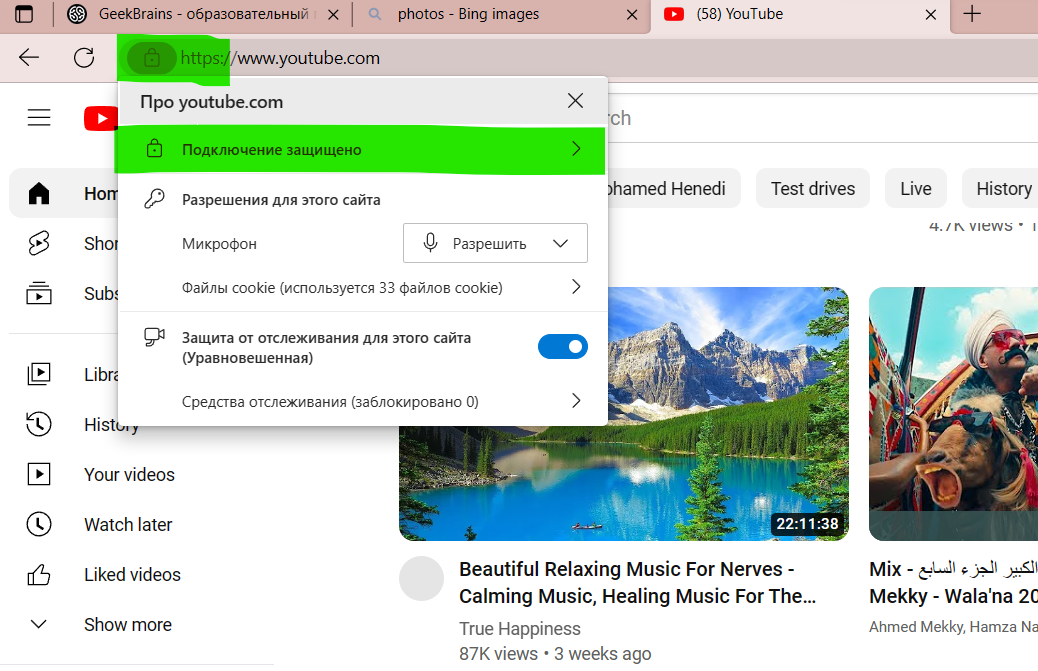 GeekBrains - образовательный
photos - Bing images
(58) YouTube
https://www.youtube.com
Про youtube.com
Подключение защищено
Разрешения для этого сайта
Микрофон
Разрешить
Файлы cookie (используется 33 файлов cookie)
Защита от отслеживания для этого сайта
(Уравновешенная)
Средства отслеживания (заблокировано 0)
rch
Hom
Shor
Subs
Libra
History
Your videos
Watch later
Liked videos
Show more
ohamed Henedi
Test drives
Live
History
4.7K views •
22:11:38
Beautiful Relaxing Music For Nerves -
Calming Music, Healing Music For The…
True Happiness
87K views • 3 weeks ago
Mix - الكبير الجزء السابع
Mekky - Wala'na 20
Ahmed Mekky, Hamza Na